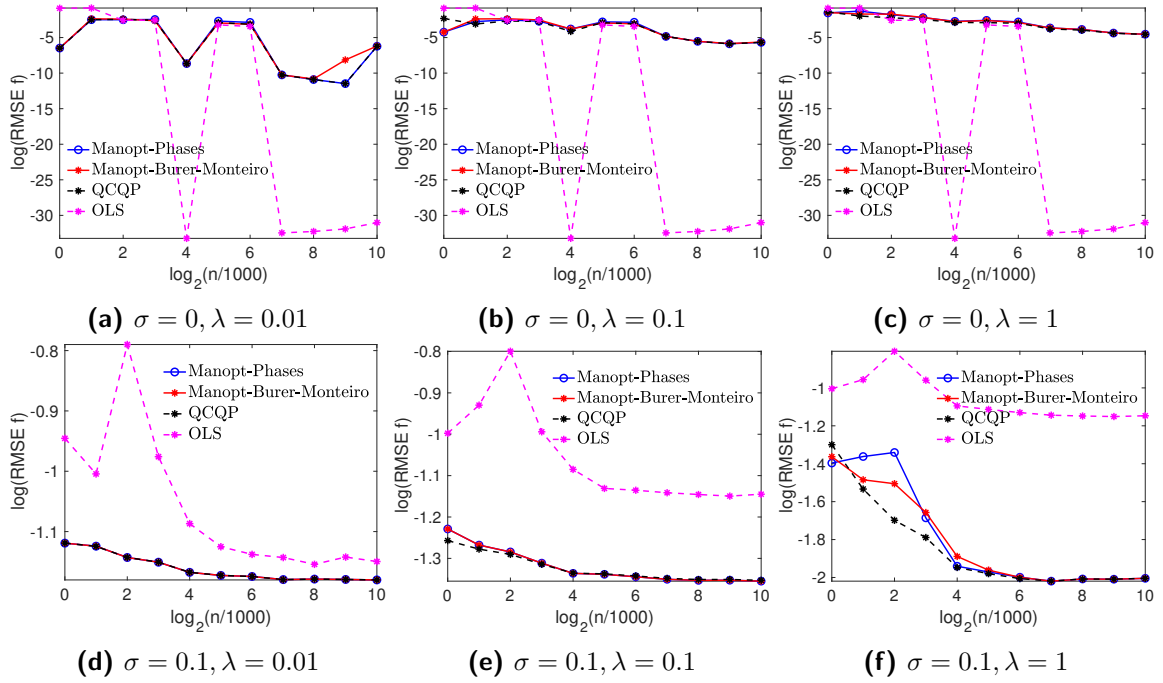 -5
-10
-15
-20
-25
-30
log(RMSE f)
Manopt-Phases
Manopt-Burer-Monteiro
QCQP
OLS
0 2 4 6 8 10
log2(n/1000)
(a) σ = 0, λ = 0.01
-5
-10
-15
-20
-25
-30
log(RMSE f)
Manopt-Phases
Manopt-Burer-Monteiro
QCQP
OLS
0 2 4 6 8 10
log2(n/1000)
(b) σ = 0, λ = 0.1
-5
-10
-15
-20
-25
-30
log(RMSE f)
Manopt-Phases
Manopt-Burer-Monteiro
QCQP
OLS
0 2 4 6 8 10
log2(n/1000)
(c) σ = 0, λ = 1
-0.8
-0.9
-1
-1.1
log(RMSE f)
Manopt-Phases
Manopt-Burer-Monteiro
QCQP
OLS
0 2 4 6 8 10
log2(n/1000)
(d) σ = 0.1, λ = 0.01
-0.8
-0.9
-1
-1.1
-1.2
-1.3
log(RMSE f)
Manopt-Phases
Manopt-Burer-Monteiro
QCQP
OLS
0 2 4 6 8 10
log2(n/1000)
(e) σ = 0.1, λ = 0.1
-1
-1.2
-1.4
-1.6
-1.8
-2
log(RMSE f)
Manopt-Phases
Manopt-Burer-Monteiro
QCQP
OLS
0 2 4 6 8 10
log2(n/1000)
(f) σ = 0.1, λ = 1